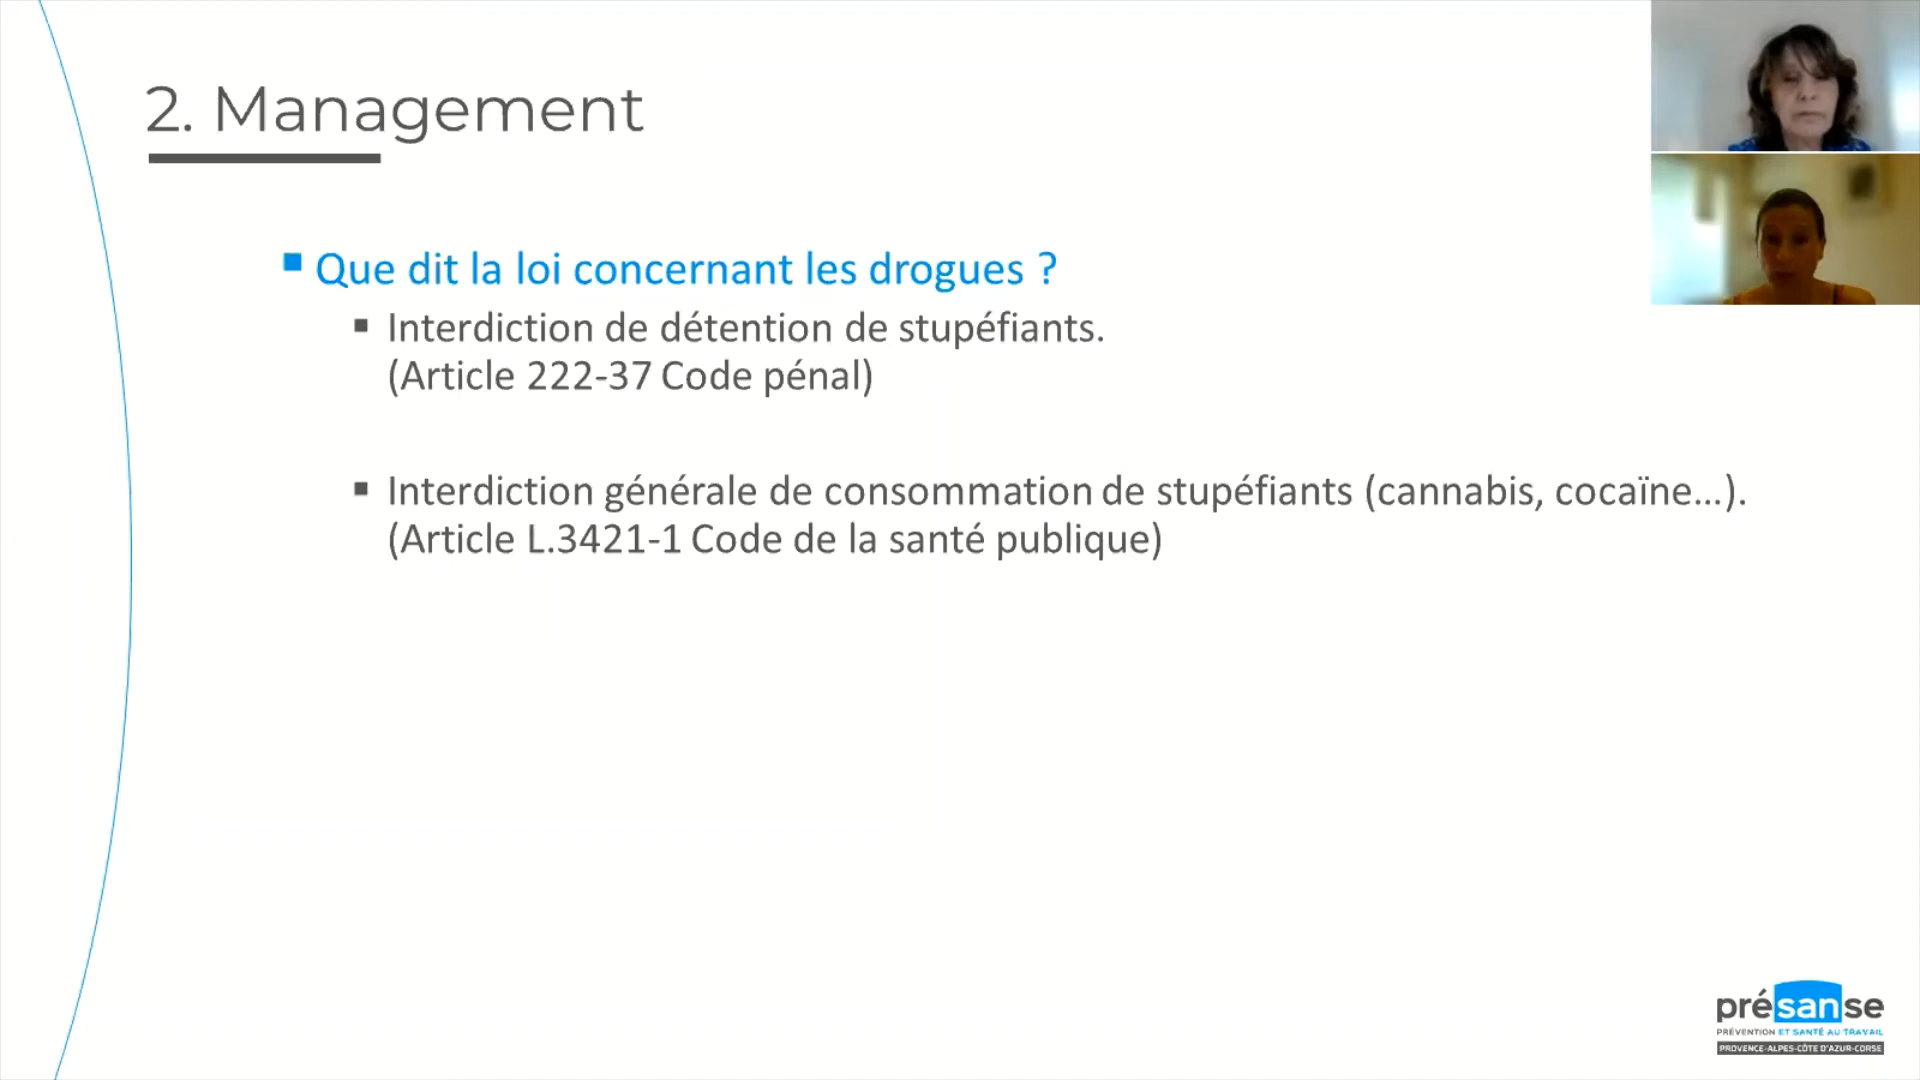 2. Management
Que dit la loi concernant les drogues ?
Interdiction de détention de stupéfiants.
(Article 222-37 Code pénal)
Interdiction générale de consommation de stupéfiants (cannabis, cocaïne...).
(Article L.3421-1 Code de la santé publique)
présanse
PRÉVENTION ET SANTÉ AU TRAVAIL
PROVENCE-ALPES-CÔTE D'AZUR-CORSE